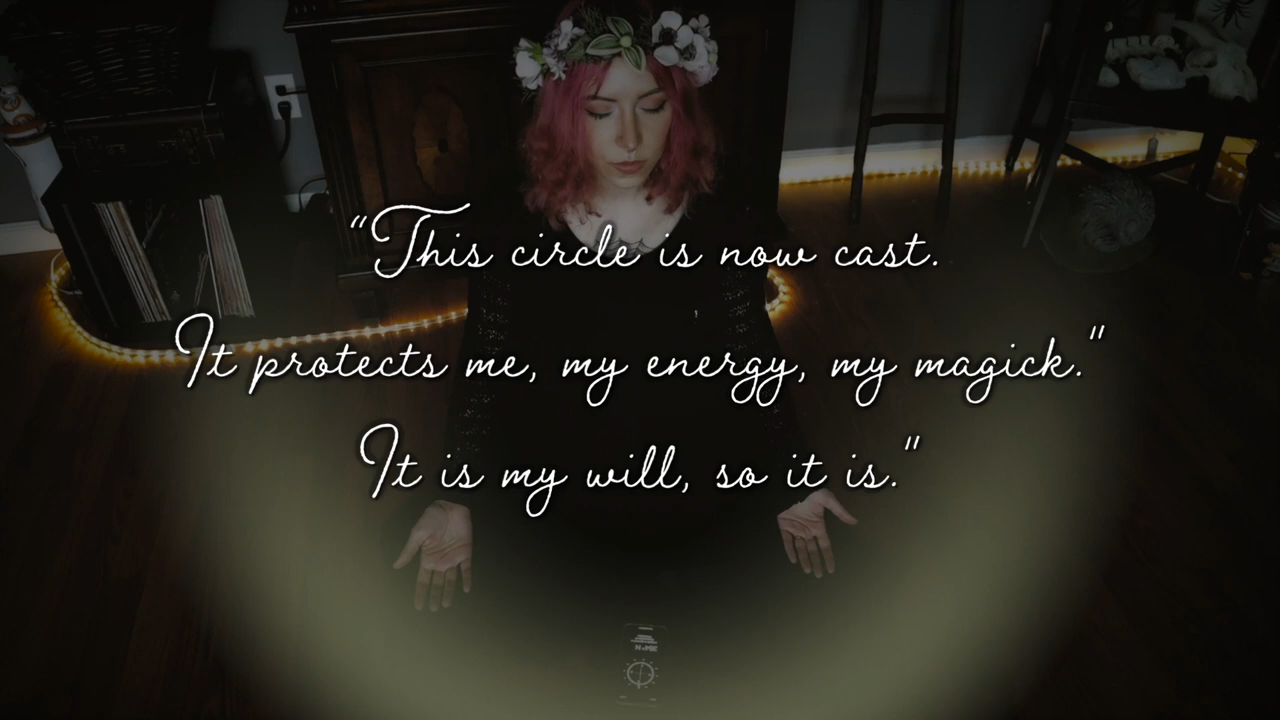 “This circle is now cast.
It protects me, my energy, my magick.”
It is my will, so it is.”